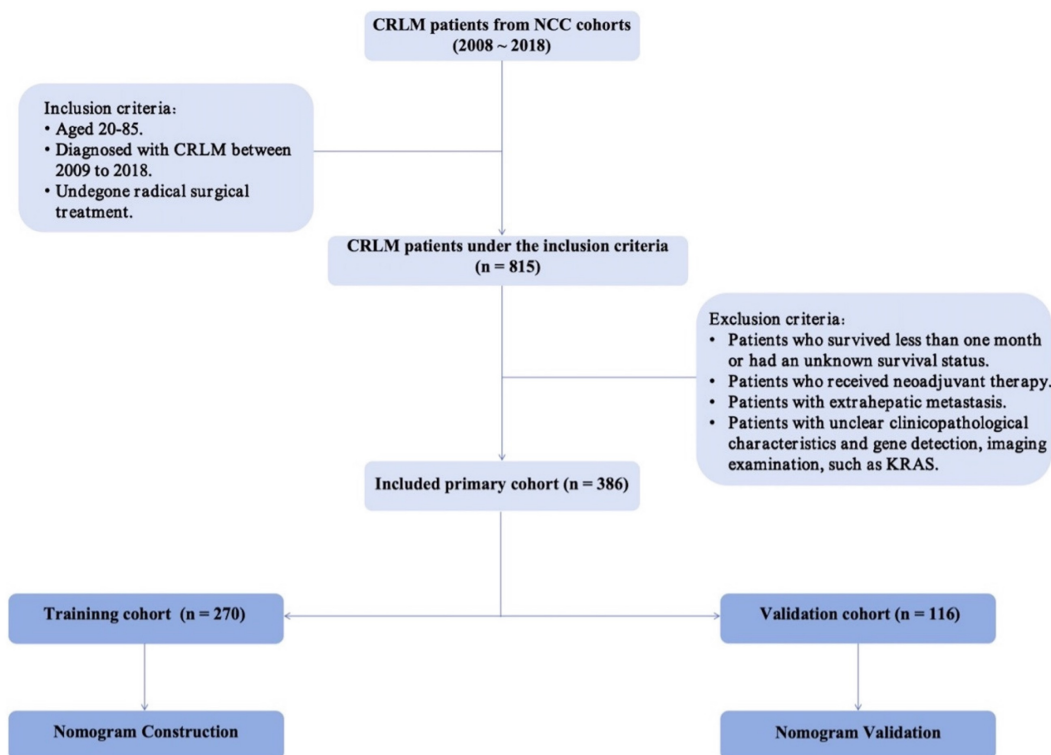 CRLM patients from NCC cohorts
(2008 ~ 2018)
Inclusion criteria:
• Aged 20-85.
• Diagnosed with CRLM between
2009 to 2018.
• Undegone radical surgical
treatment.
CRLM patients under the inclusion criteria
(n = 815)
Exclusion criteria:
• Patients who survived less than one month
or had an unknown survival status.
• Patients who received neoadjuvant therapy.
• Patients with extrahepatic metastasis.
• Patients with unclear clinicopathological
characteristics and gene detection, imaging
examination, such as KRAS.
Included primary cohort (n = 386)
Traininng cohort (n = 270)
Validation cohort (n = 116)
Nomogram Construction
Nomogram Validation